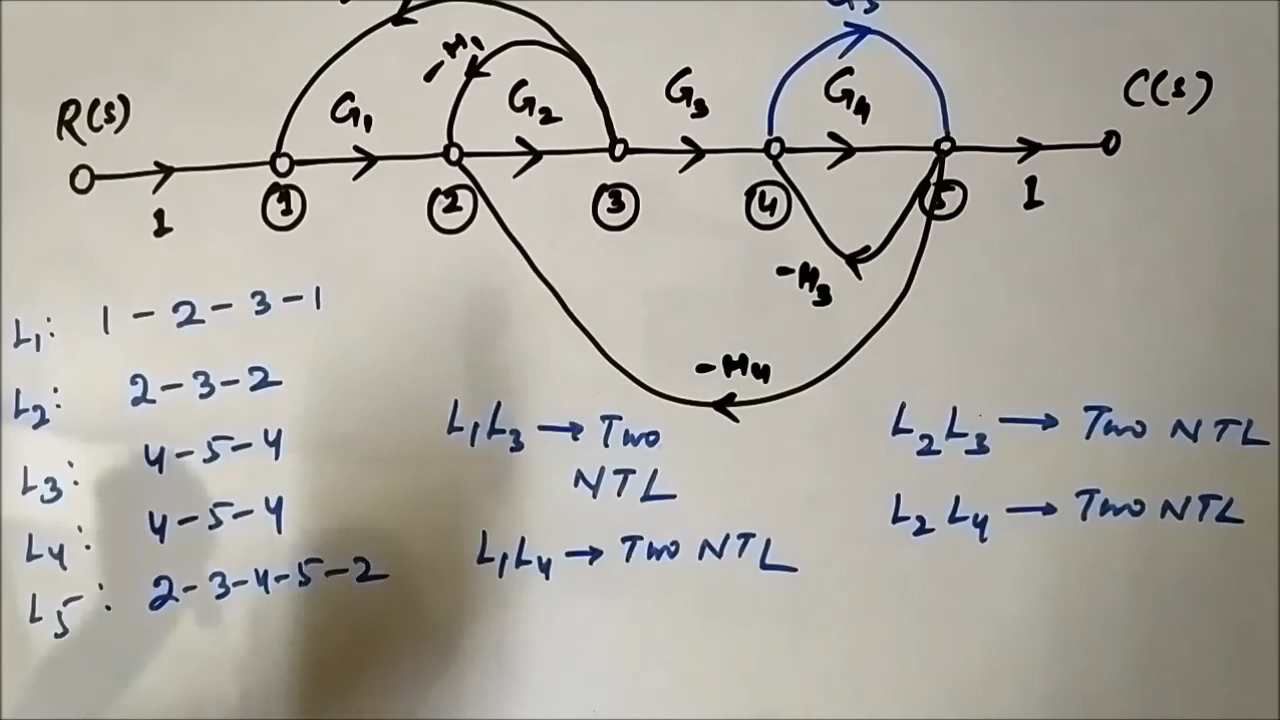 R(s)
1
G1
-H1
G2
G3
G4
C(s)
1
1
2
3
4
5
-H3
-H4
L1: 1-2-3-1
L2: 2-3-2
L3: 4-5-4
L4: 4-5-4
L5: 2-3-4-5-2
L1L3 → Two
NTL
L1L4 → Two NTL
L2L3 → Two NTL
L2L4 → Two NTL